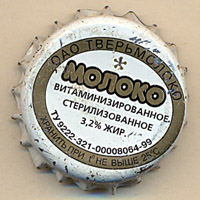 ОАО ТВЕРЬМОЛОКО
МОЛОКО
ВИТАМИНИЗИРОВАННОЕ
СТЕРИЛИЗОВАННОЕ
3,2% ЖИР.
ТУ 9222-321-00008064-99
ХРАНИТЬ ПРИ t° НЕ ВЫШЕ 25°С